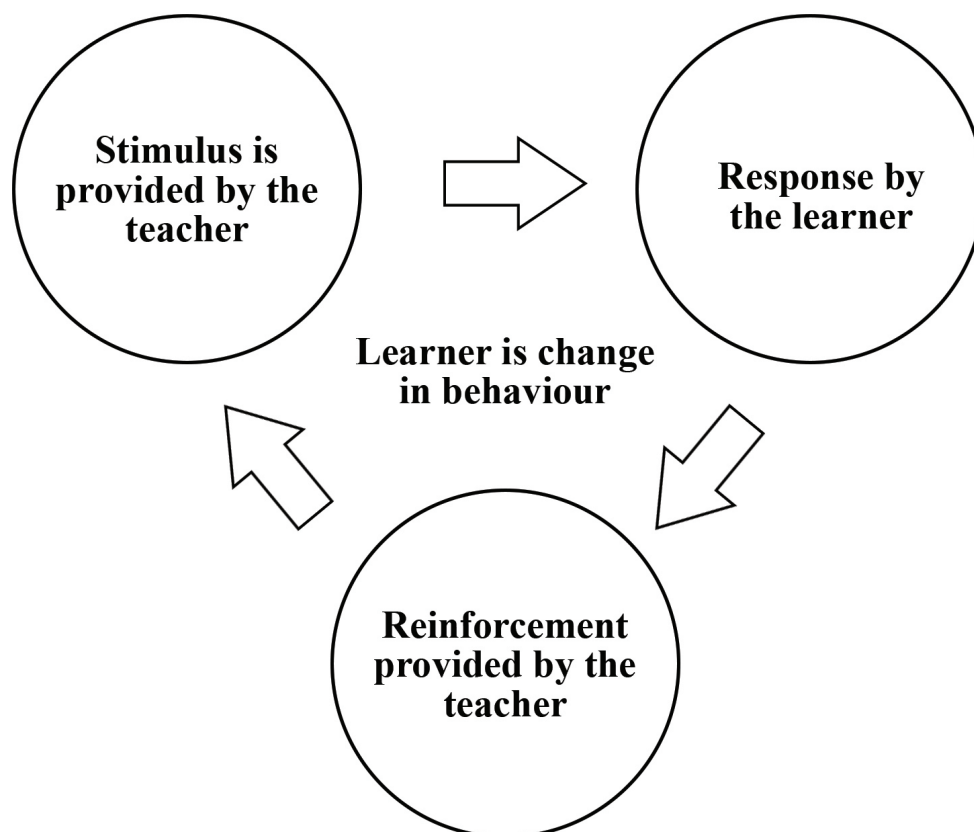 Stimulus is
provided by the
teacher
Response by
the learner
Learner is change
in behaviour
Reinforcement
provided by the
teacher